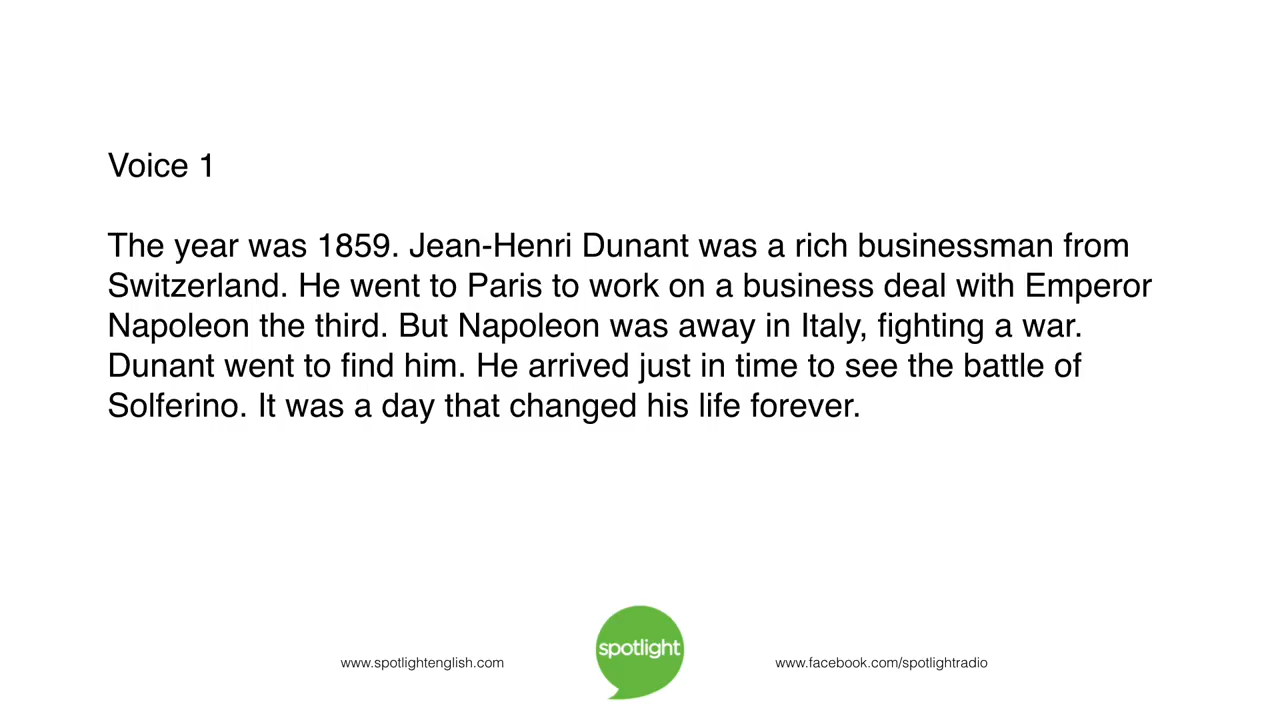 Voice 1
The year was 1859. Jean-Henri Dunant was a rich businessman from
Switzerland. He went to Paris to work on a business deal with Emperor
Napoleon the third. But Napoleon was away in Italy, fighting a war.
Dunant went to find him. He arrived just in time to see the battle of
Solferino. It was a day that changed his life forever.
www.spotlightenglish.com
spotlight
www.facebook.com/spotlightradio